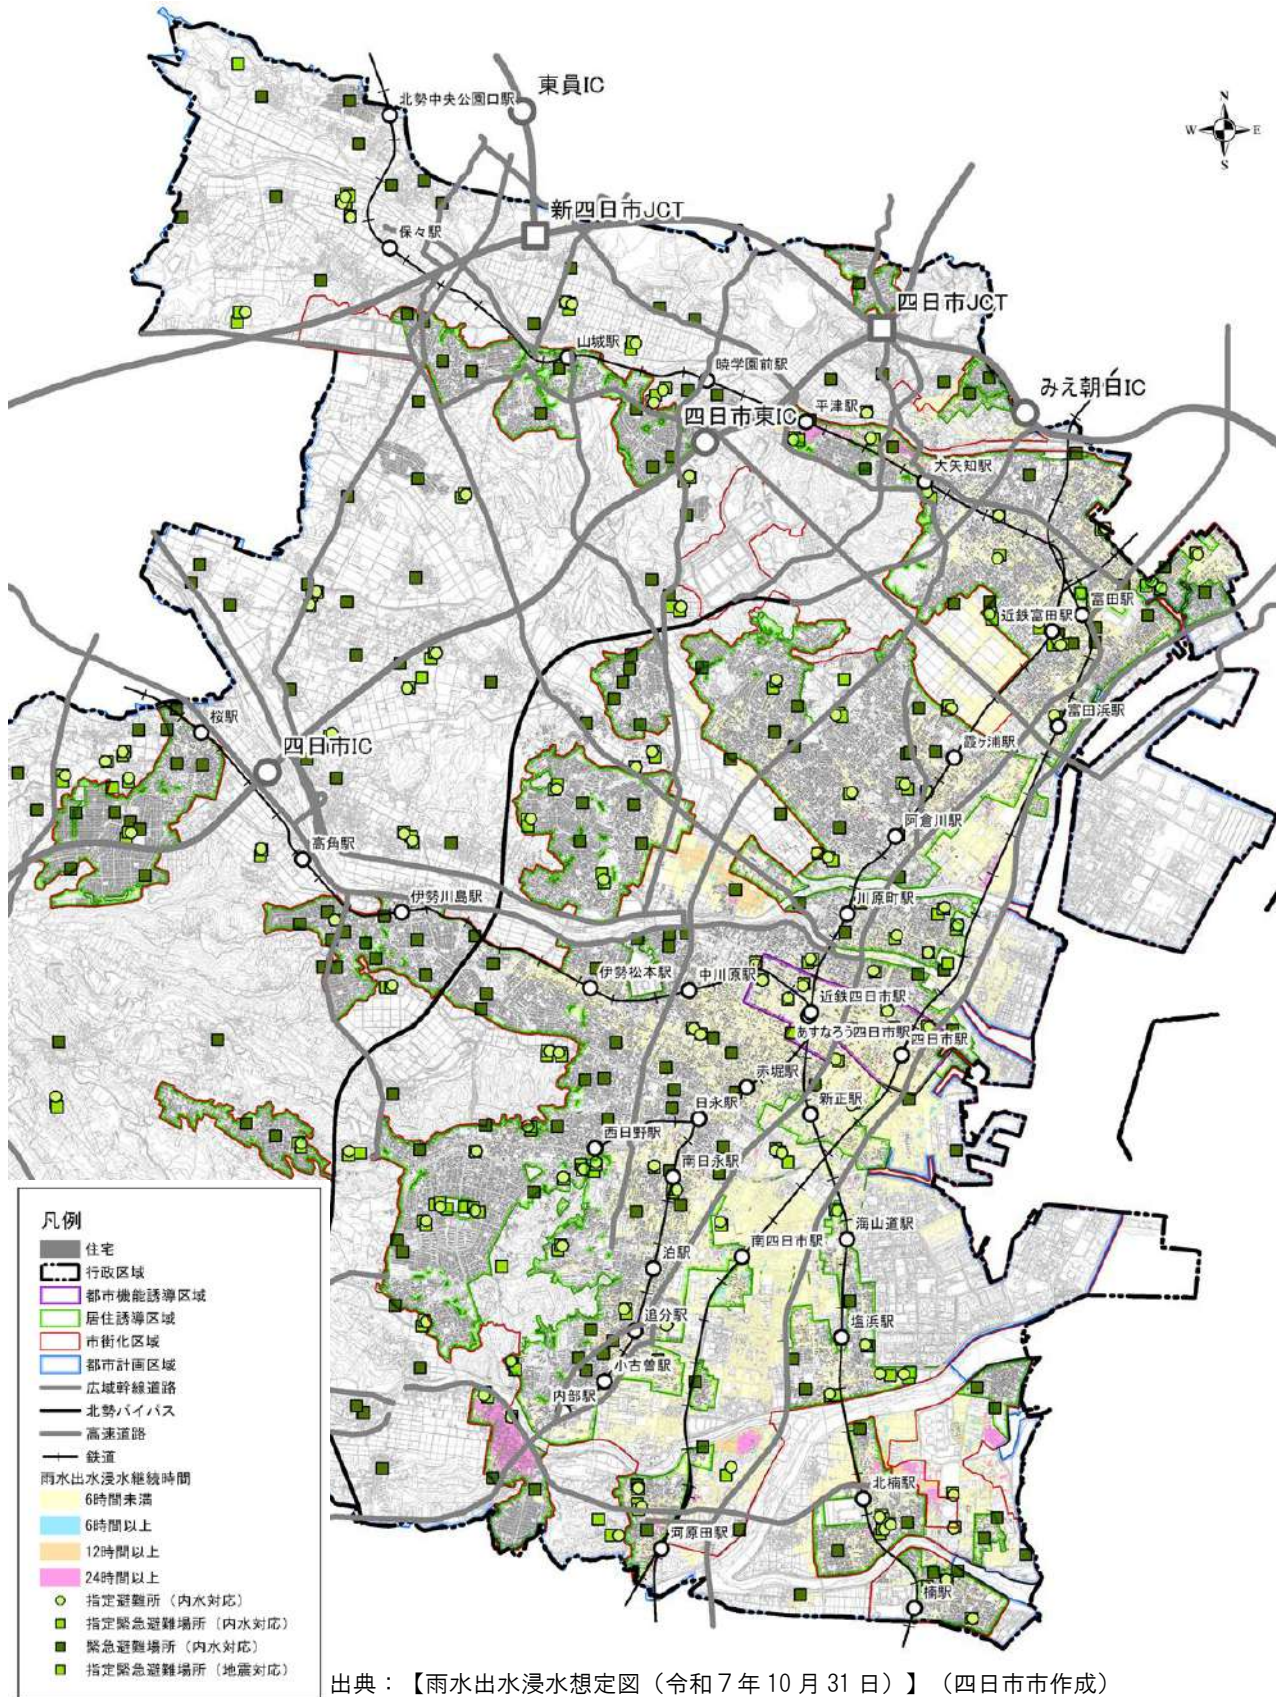 東員IC
北勢中央公園口駅
N
W E
S
新四日市JCT
保々駅
四日市JCT
山城駅
暁学園前駅
みえ朝日IC
平津駅
四日市東IC
大矢知駅
富田駅
近鉄富田駅
桜駅
富田浜駅
四日市IC
霞ヶ浦駅
阿倉川駅
高角駅
伊勢川島駅
川原町駅
伊勢松本駅
中川原駅
近鉄四日市駅
あすなろう四日市駅
四日市駅
赤堀駅
日永駅
新正駅
西日野駅
南日永駅
海山道駅
南四日市駅
泊駅
追分駅
塩浜駅
小古曽駅
内部駅
北楠駅
河原田駅
楠駅
凡例
住宅
行政区域
都市機能誘導区域
居住誘導区域
市街化区域
都市計画区域
広域幹線道路
北勢バイパス
高速道路
鉄道
雨水出水浸水継続時間
6時間未満
6時間以上
12時間以上
24時間以上
指定避難所（内水対応）
指定緊急避難場所（内水対応）
緊急避難場所（内水対応）
指定緊急避難場所（地震対応）
出典：【雨水出水浸水想定図（令和７年 10 月 31 日）】（四日市市作成）